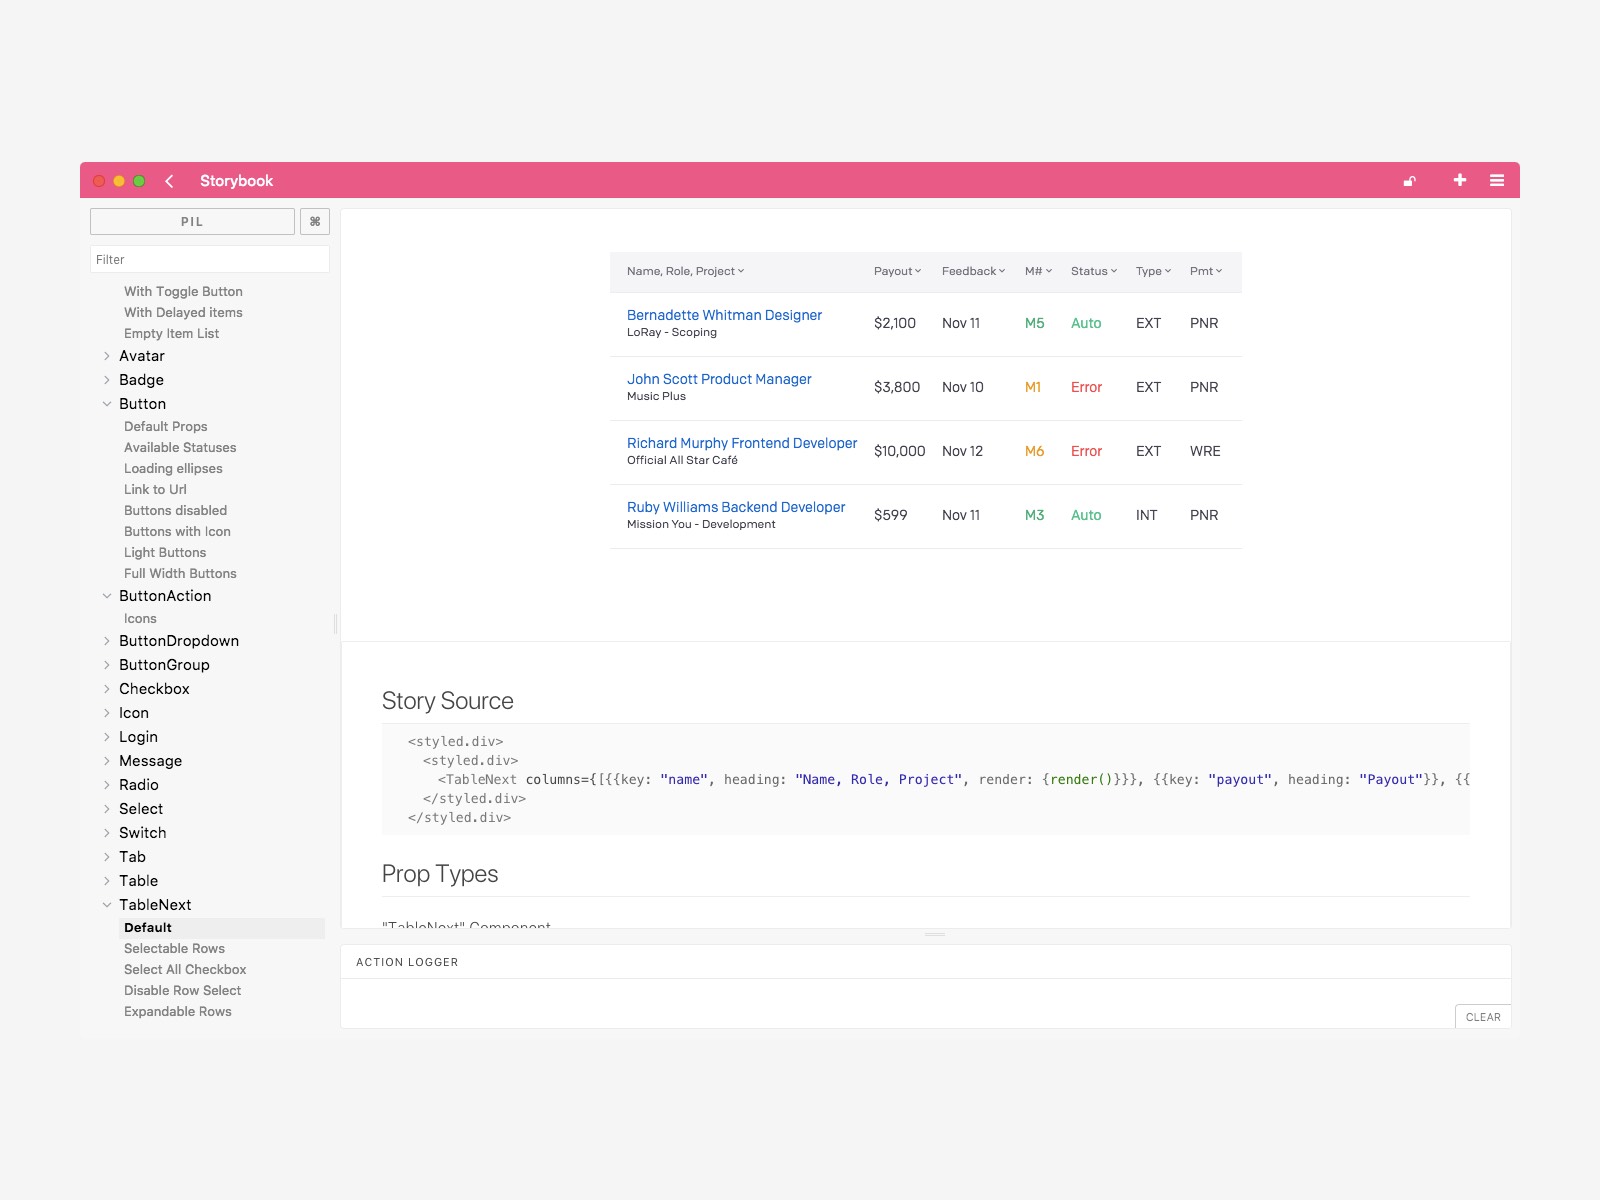 Storybook
PIL
⌘
Filter
With Toggle Button
With Delayed items
Empty Item List
Avatar
Badge
Button
Default Props
Available Statuses
Loading ellipses
Link to Url
Buttons disabled
Buttons with Icon
Light Buttons
Full Width Buttons
ButtonAction
Icons
ButtonDropdown
ButtonGroup
Checkbox
Icon
Login
Message
Radio
Select
Switch
Tab
Table
TableNext
Default
Selectable Rows
Select All Checkbox
Disable Row Select
Expandable Rows
Name, Role, Project Payout Feedback M# Status Type Pmt
Bernadette Whitman Designer
LoRay - Scoping
$2,100 Nov 11 M5 Auto EXT PNR
John Scott Product Manager
Music Plus
$3,800 Nov 10 M1 Error EXT PNR
Richard Murphy Frontend Developer
Official All Star Café
$10,000 Nov 12 M6 Error EXT WRE
Ruby Williams Backend Developer
Mission You - Development
$599 Nov 11 M3 Auto INT PNR
Story Source
<styled.div>
<styled.div>
<TableNext columns={[{{key: "name", heading: "Name, Role, Project", render: {render()}}}, {{key: "payout", heading: "Payout"}}, {{
</styled.div>
</styled.div>
Prop Types
"TableNext" Component
ACTION LOGGER
CLEAR